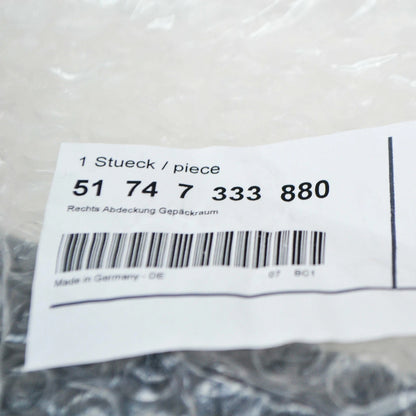 1 Stueck / piece
51 74 7 333 880
Rechts Abdeckung Gepäckraum
Made in Germany - DE 07 BC1